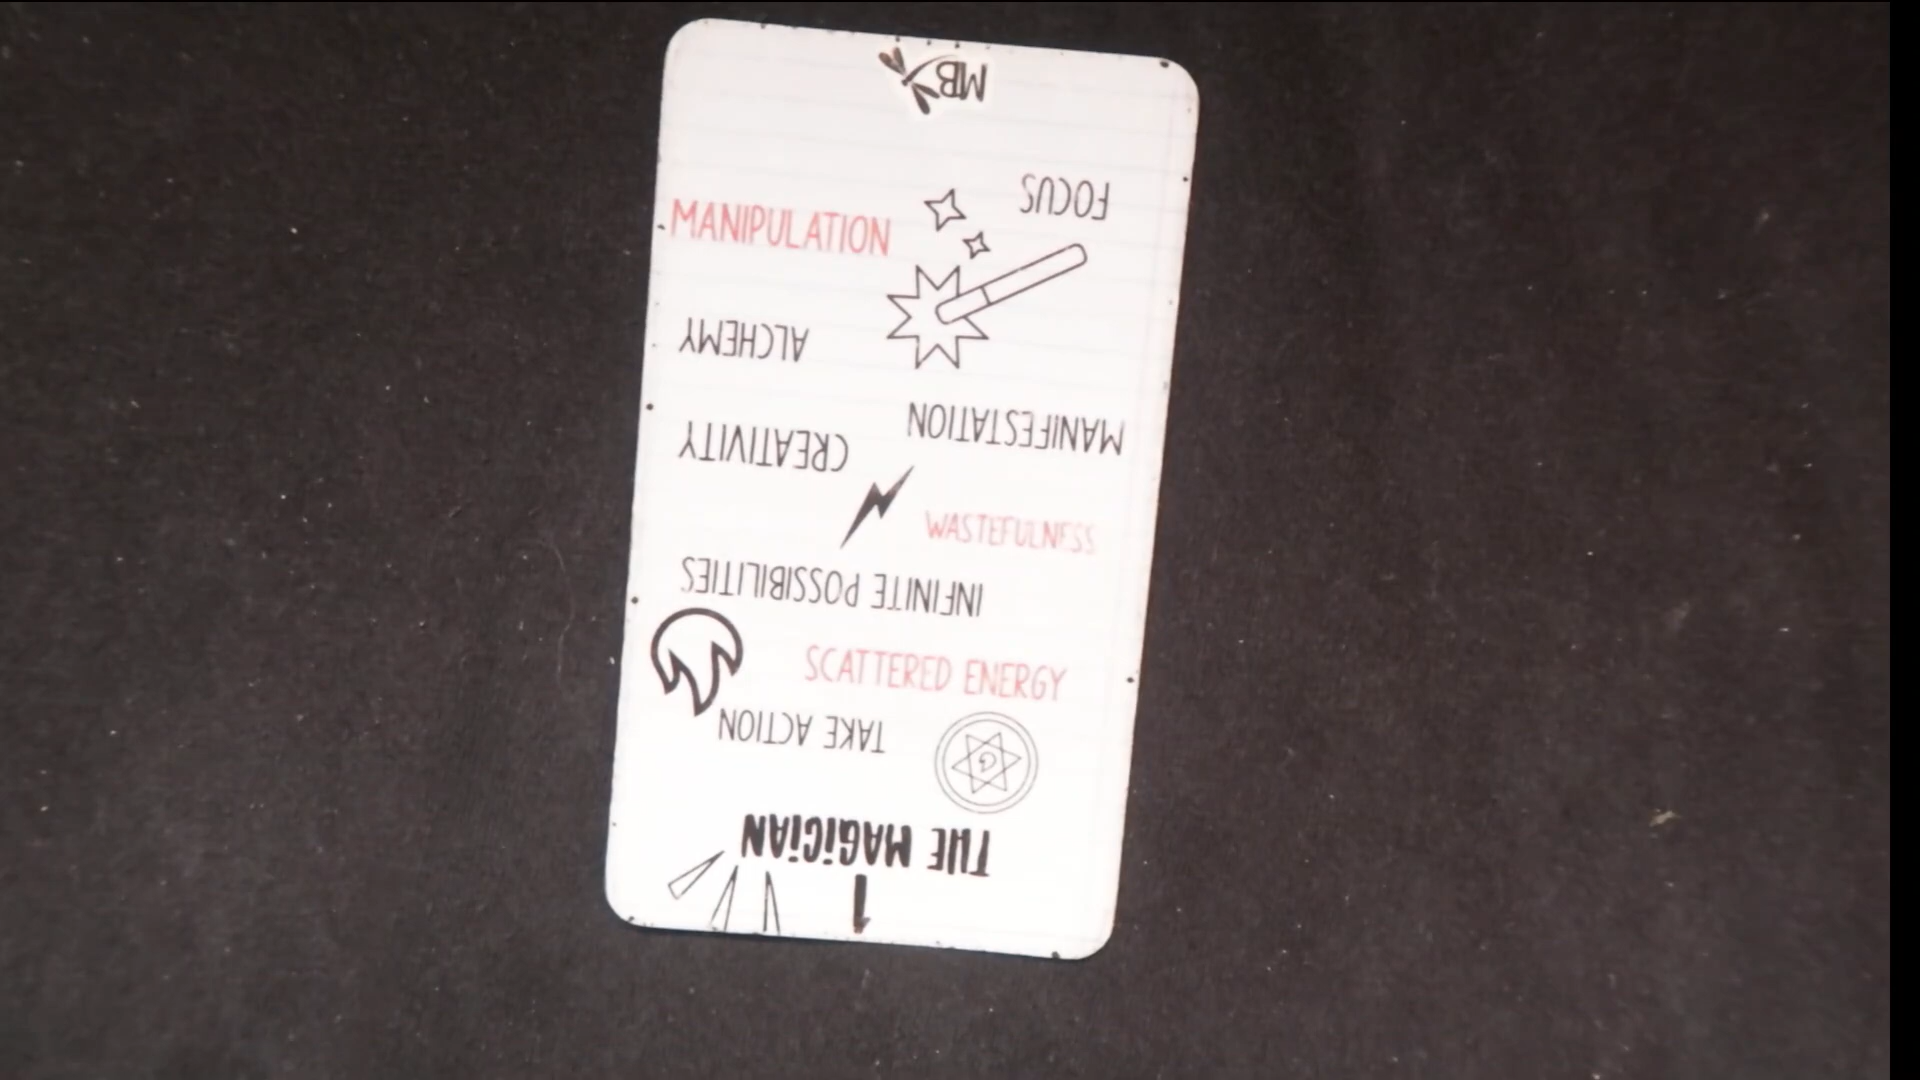 1
THE MAGICIAN
TAKE ACTION
SCATTERED ENERGY
INFINITE POSSIBILITIES
WASTEFULNESS
CREATIVITY
MANIFESTATION
ALCHEMY
MANIPULATION
FOCUS
MB